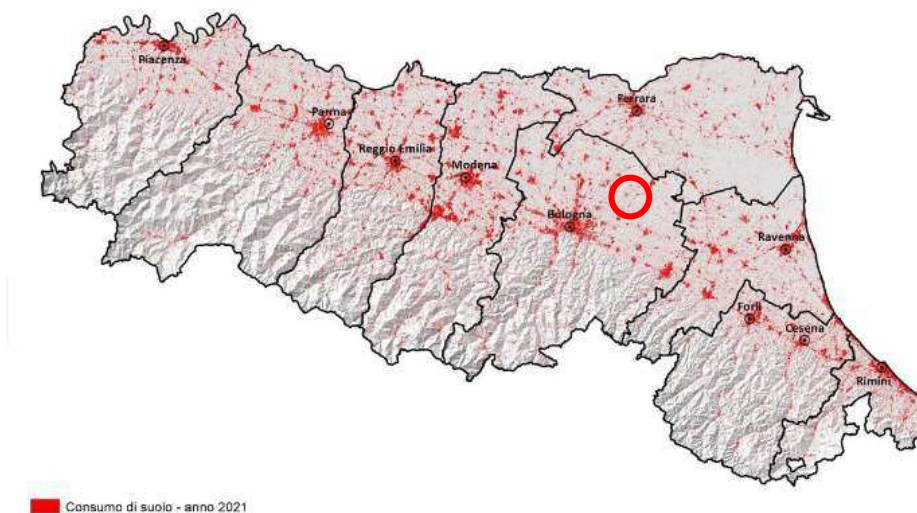 Piacenza
Parma
Ferrara
Reggio Emilia
Modena
Bologna
Ravenna
Forlì
Cesena
Rimini
Consumo di suolo - anno 2021